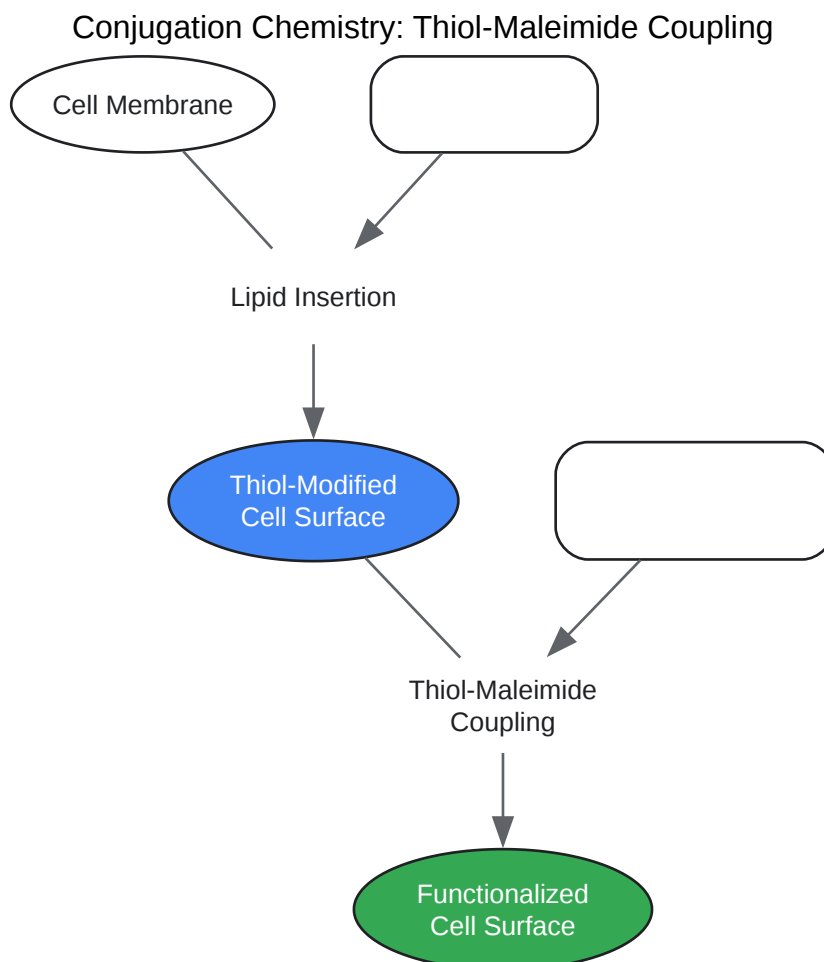 Conjugation Chemistry: Thiol-Maleimide Coupling
Cell Membrane
Lipid Insertion
Thiol-Modified
Cell Surface
Thiol-Maleimide
Coupling
Functionalized
Cell Surface